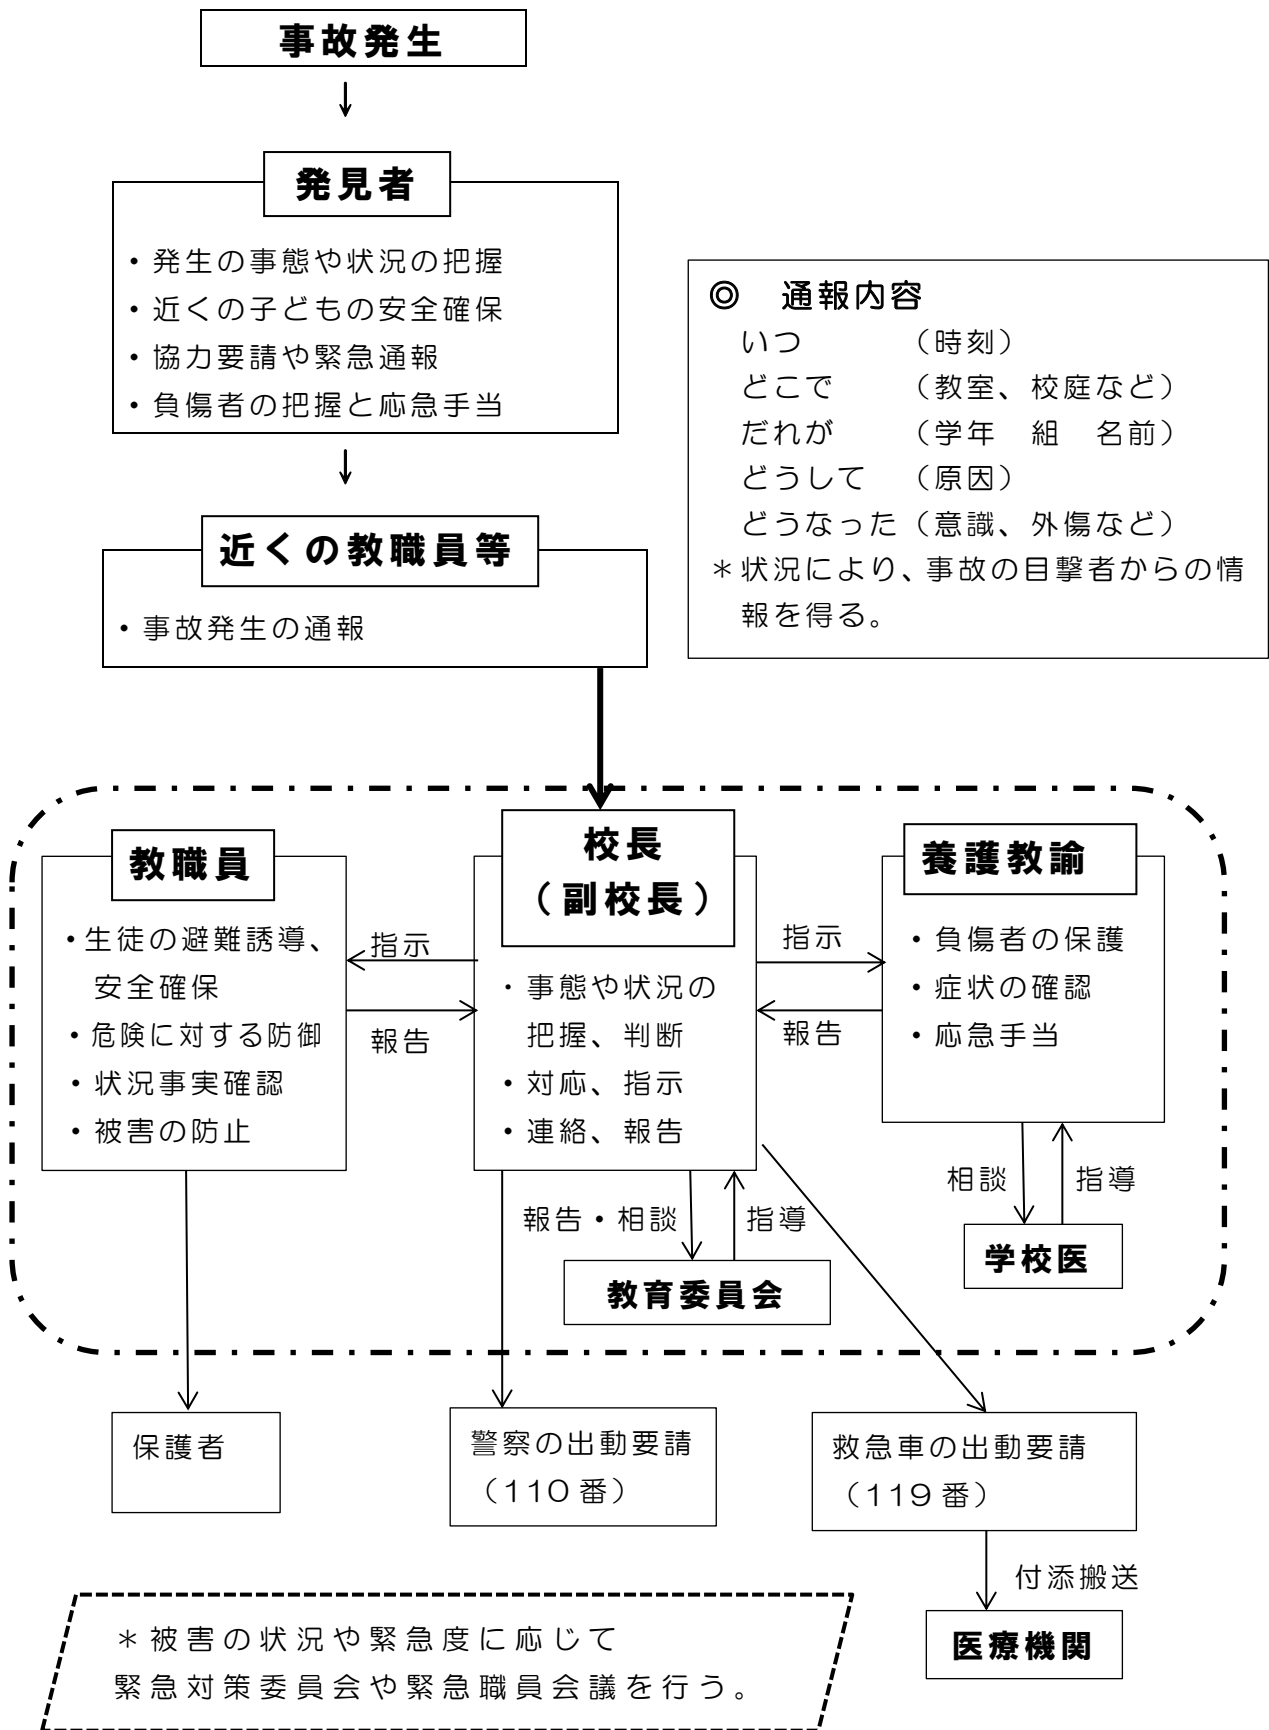 事故発生
発見者
・発生の事態や状況の把握
・近くの子どもの安全確保
・協力要請や緊急通報
・負傷者の把握と応急手当
◎　通報内容
いつ　　　（時刻）
どこで　　（教室、校庭など）
だれが　　（学年　組　名前）
どうして　（原因）
どうなった（意識、外傷など）
＊状況により、事故の目撃者からの情
報を得る。
近くの教職員等
・事故発生の通報
教職員
・生徒の避難誘導、
安全確保
・危険に対する防御
・状況事実確認
・被害の防止
指示
報告
校長
（副校長）
・事態や状況の
把握、判断
・対応、指示
・連絡、報告
指示
報告
養護教諭
・負傷者の保護
・症状の確認
・応急手当
報告・相談
指導
教育委員会
相談
指導
学校医
保護者
警察の出動要請
（110番）
救急車の出動要請
（119番）
付添搬送
医療機関
＊被害の状況や緊急度に応じて
緊急対策委員会や緊急職員会議を行う。